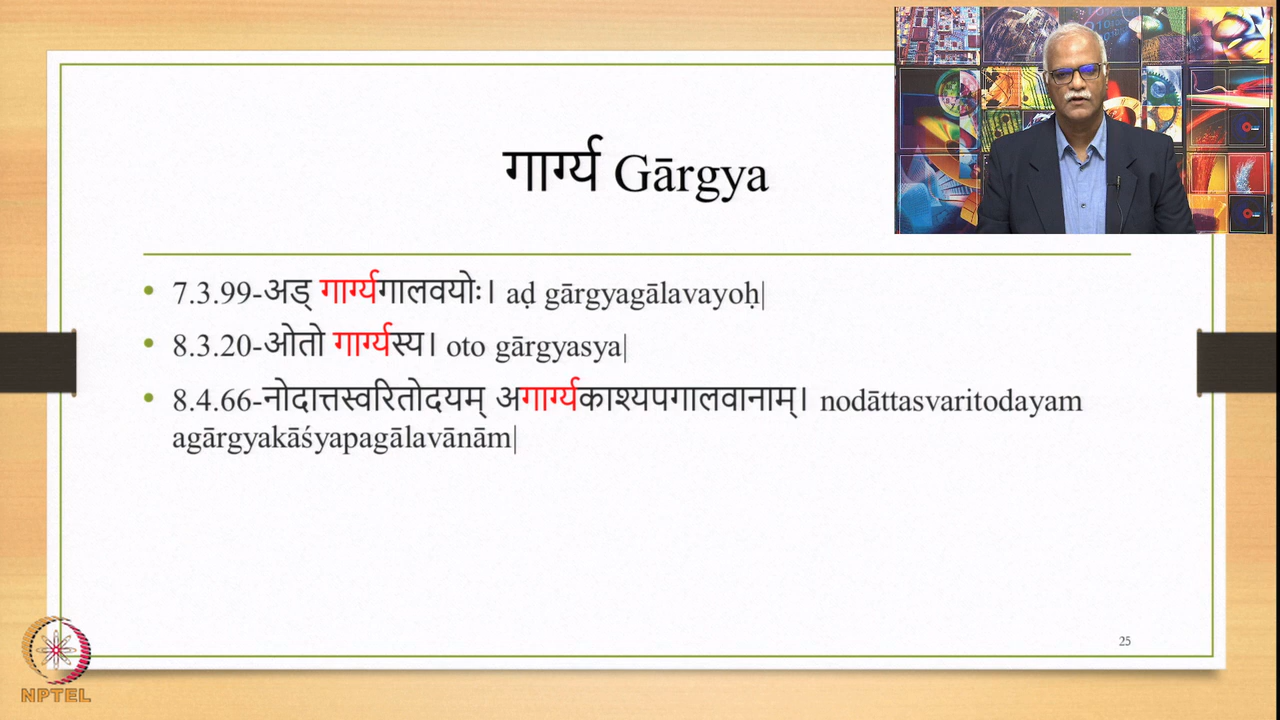 गार्ग्य Gārgya
• 7.3.99-अड् गार्ग्यगालवयोः। aḍ gārgyagālavayoḥ|
• 8.3.20-ओतो गार्ग्यस्य। oto gārgyasya|
• 8.4.66-नोदात्तस्वरितोदयम् अगार्ग्यकाश्यपगालवानाम्। nodāttasvaritodayam
agārgyakāśyapagālavānām|
25
NPTEL